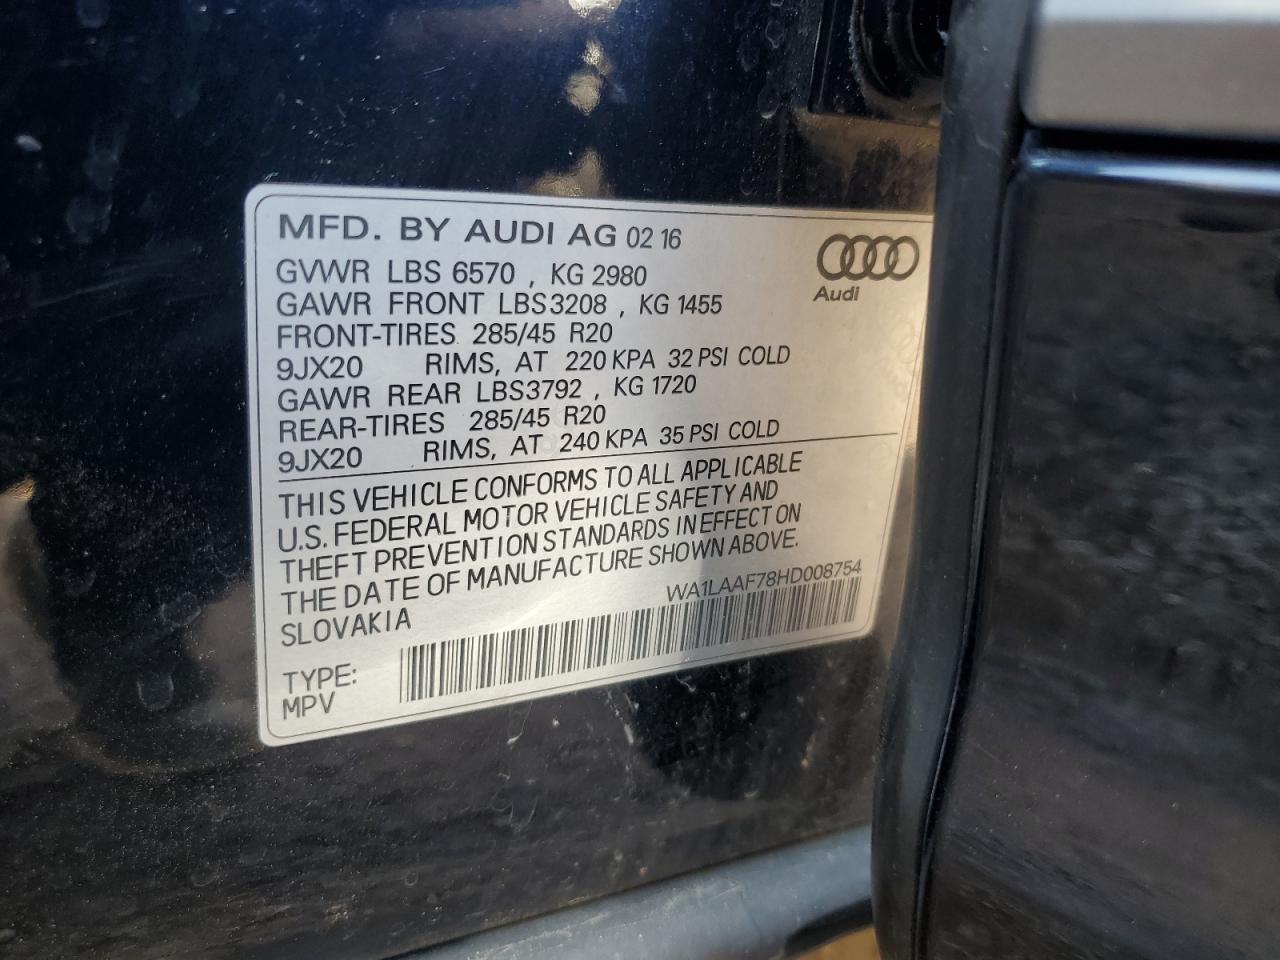 MFD. BY AUDI AG 02 16
Audi
GVWR LBS 6570 , KG 2980
GAWR FRONT LBS3208 , KG 1455
FRONT-TIRES 285/45 R20
9JX20 RIMS, AT 220 KPA 32 PSI COLD
GAWR REAR LBS3792 , KG 1720
REAR-TIRES 285/45 R20
9JX20 RIMS, AT 240 KPA 35 PSI COLD
THIS VEHICLE CONFORMS TO ALL APPLICABLE
U.S. FEDERAL MOTOR VEHICLE SAFETY AND
THEFT PREVENTION STANDARDS IN EFFECT ON
THE DATE OF MANUFACTURE SHOWN ABOVE.
SLOVAKIA WA1LAAF78HD008754
TYPE:
MPV